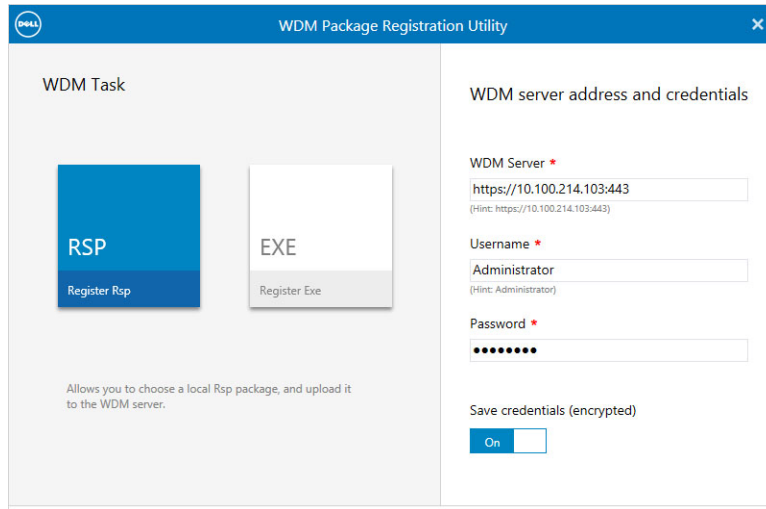 DELL
WDM Package Registration Utility
WDM Task
RSP
Register Rsp
EXE
Register Exe
Allows you to choose a local Rsp package, and upload it
to the WDM server.
WDM server address and credentials
WDM Server *
https://10.100.214.103:443
(Hint: https://10.100.214.103:443)
Username *
Administrator
(Hint: Administrator)
Password *
●●●●●●●●
Save credentials (encrypted)
On